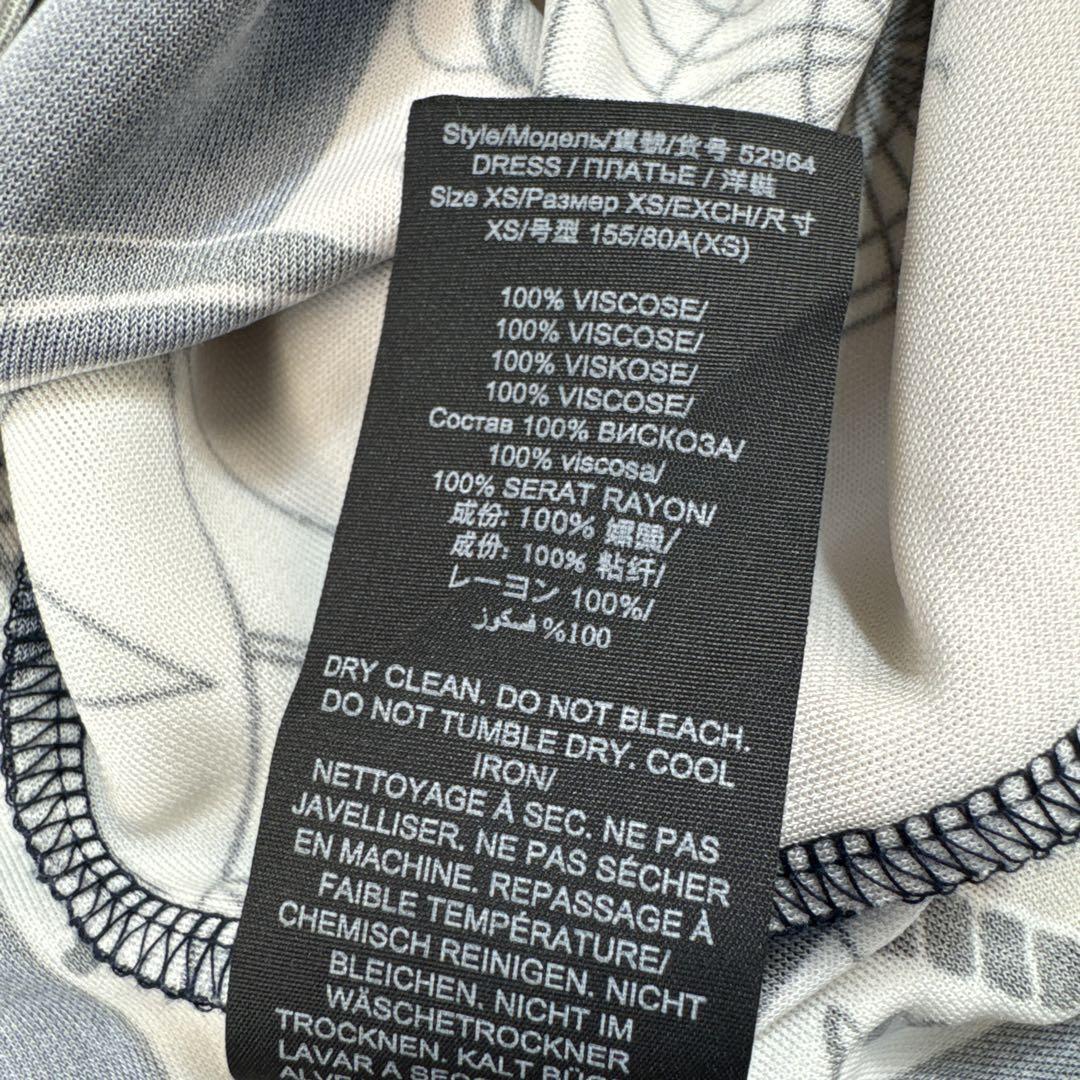 Style/Модель/貨號/货号 52964
DRESS / ПЛАТЬЕ / 洋裝
Size XS/Размер XS/EXCH/尺寸
XS/号型 155/80A(XS)
100% VISCOSE/
100% VISCOSE/
100% VISKOSE/
100% VISCOSE/
Состав 100% ВИСКОЗА/
100% viscosa/
100% SERAT RAYON/
成份: 100% 嫘縈/
成份: 100% 粘纤/
レーヨン 100%/
%100 فسكوز
DRY CLEAN. DO NOT BLEACH.
DO NOT TUMBLE DRY. COOL
IRON/
NETTOYAGE À SEC. NE PAS
JAVELLISER. NE PAS SÉCHER
EN MACHINE. REPASSAGE À
FAIBLE TEMPÉRATURE/
CHEMISCH REINIGEN. NICHT
BLEICHEN. NICHT IM
WÄSCHETROCKNER
TROCKNEN. KALT
LAVAR A